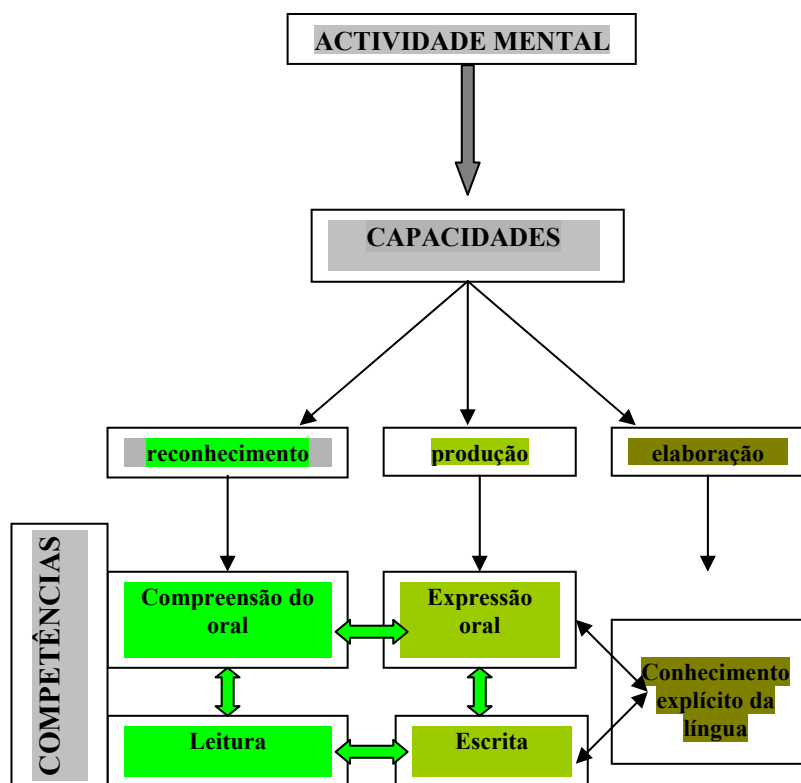 ACTIVIDADE MENTAL
CAPACIDADES
reconhecimento
produção
elaboração
COMPETÊNCIAS
Compreensão do
oral
Expressão
oral
Conhecimento
explícito da
língua
Leitura
Escrita